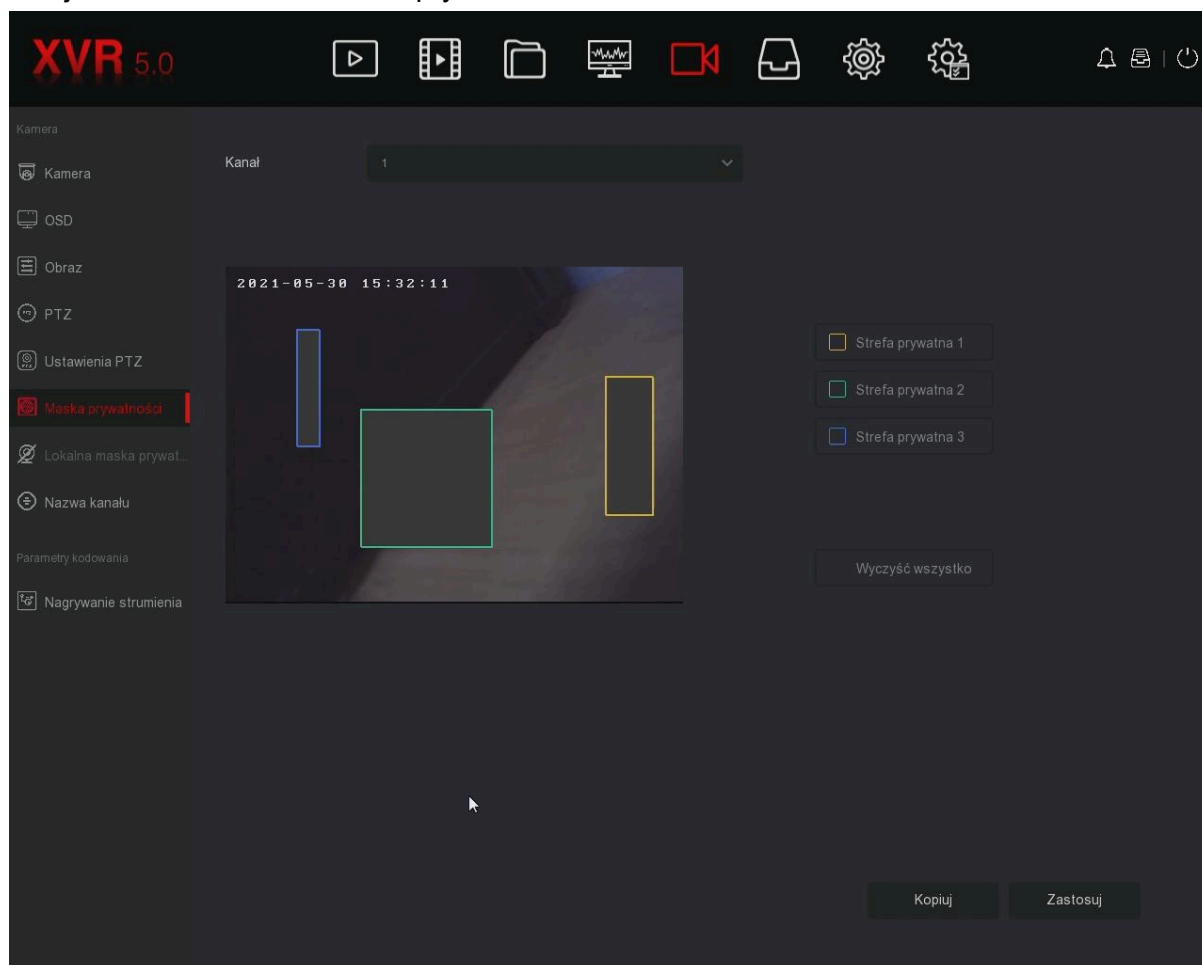 XVR 5.0
Kamera
Kamera
OSD
Obraz
PTZ
Ustawienia PTZ
Maska prywatności
Lokalna maska prywat...
Nazwa kanału
Parametry kodowania
Nagrywanie strumienia
Kanał 1
2021-05-30 15:32:11
Strefa prywatna 1
Strefa prywatna 2
Strefa prywatna 3
Wyczyść wszystko
Kopiuj Zastosuj